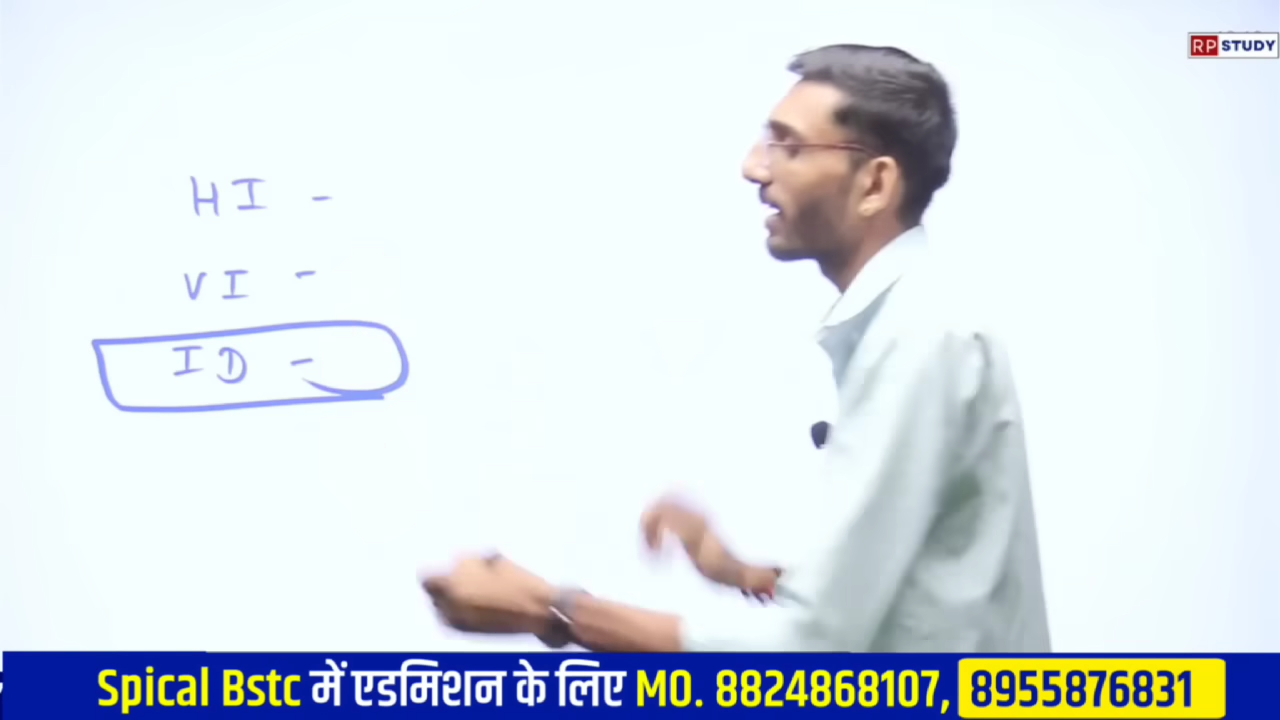 RP STUDY
HI -
VI -
ID -
Spical Bstc में एडमिशन के लिए MO. 8824868107, 8955876831